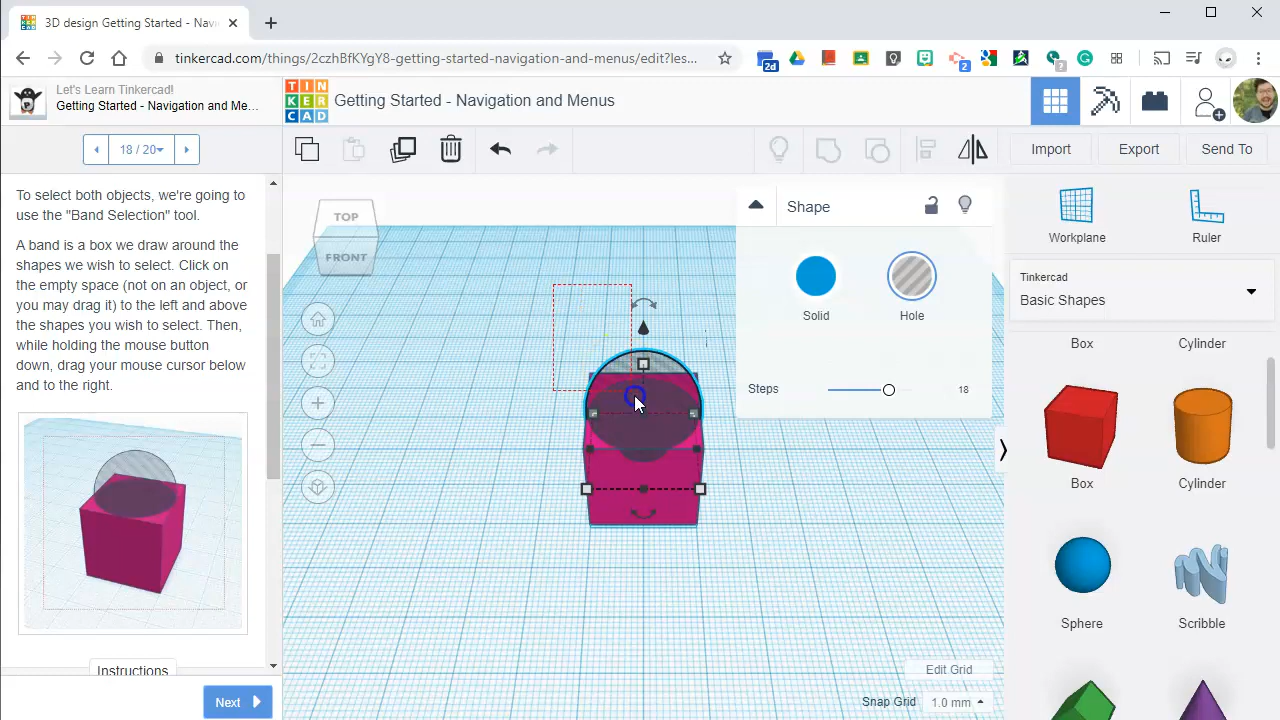 3D design Getting Started - Navi
tinkercad.com/things/2czhBfKYgY8-getting-started-navigation-and-menus/edit?les...
2d
2
?
Let's Learn Tinkercad!
Getting Started - Navigation and Me...
TIN
KER
CAD
Getting Started - Navigation and Menus
18 / 20
Import
Export
Send To
To select both objects, we're going to
use the "Band Selection" tool.
A band is a box we draw around the
shapes we wish to select. Click on
the empty space (not on an object, or
you may drag it) to the left and above
the shapes you wish to select. Then,
while holding the mouse button
down, drag your mouse cursor below
and to the right.
Instructions
Next
TOP
FRONT
Shape
Solid
Hole
Steps
18
Workplane
Ruler
Tinkercad
Basic Shapes
Box
Cylinder
Box
Cylinder
Sphere
Scribble
Edit Grid
Snap Grid
1.0 mm